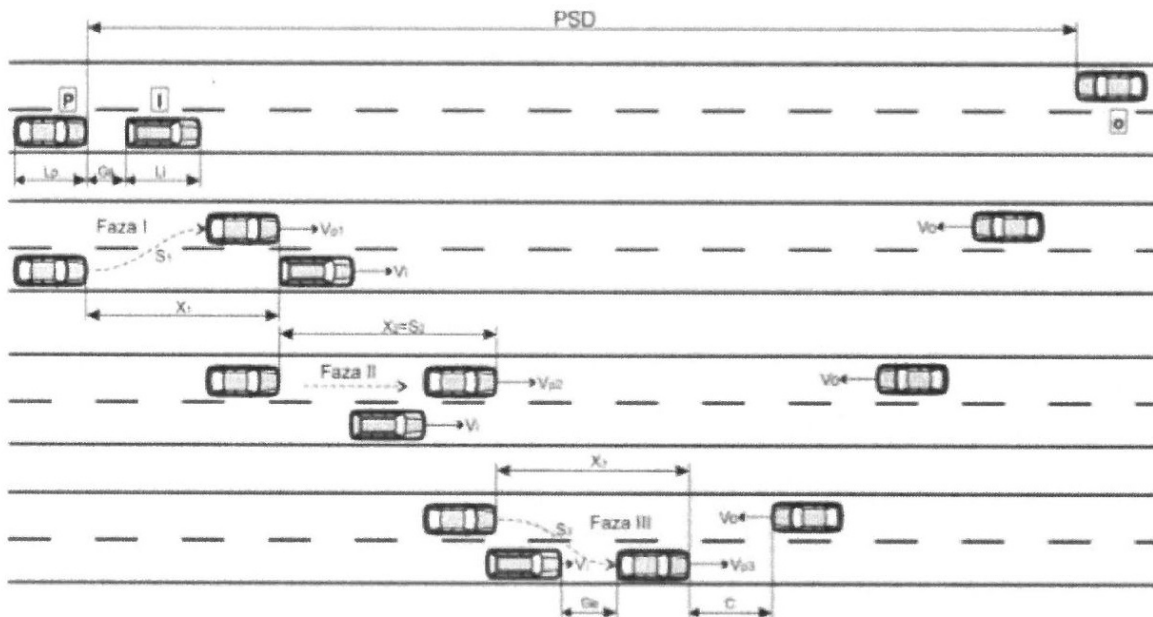 PSD
P I
o
Lp Gs Li
Faza I Vp1 Vo
S1
Vi
X1
X2=S2
Faza II Vp2 Vo
Vi
X3
S3 Faza III Vo
Vi Vp3
Ge C